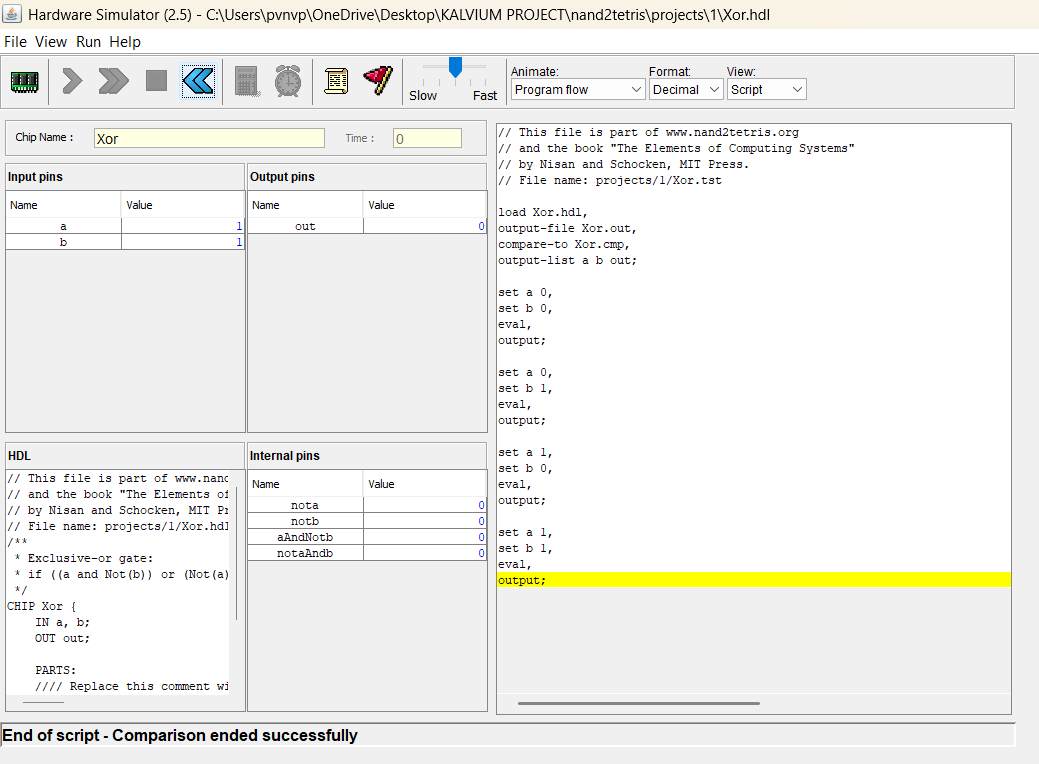 Hardware Simulator (2.5) - C:\Users\pvnvp\OneDrive\Desktop\KALVIUM PROJECT\nand2tetris\projects\1\Xor.hdl
File View Run Help
Slow Fast
Animate: Format: View:
Program flow Decimal Script
Chip Name : Xor Time : 0
Input pins
Name Value
a 1
b 1
Output pins
Name Value
out 0
HDL
// This file is part of www.nanc
// and the book "The Elements of
// by Nisan and Schocken, MIT Pr
// File name: projects/1/Xor.hdl
/**
* Exclusive-or gate:
* if ((a and Not(b)) or (Not(a)
*/
CHIP Xor {
IN a, b;
OUT out;
PARTS:
//// Replace this comment wi
Internal pins
Name Value
nota 0
notb 0
aAndNotb 0
notaAndb 0
// This file is part of www.nand2tetris.org
// and the book "The Elements of Computing Systems"
// by Nisan and Schocken, MIT Press.
// File name: projects/1/Xor.tst
load Xor.hdl,
output-file Xor.out,
compare-to Xor.cmp,
output-list a b out;
set a 0,
set b 0,
eval,
output;
set a 0,
set b 1,
eval,
output;
set a 1,
set b 0,
eval,
output;
set a 1,
set b 1,
eval,
output;
End of script - Comparison ended successfully